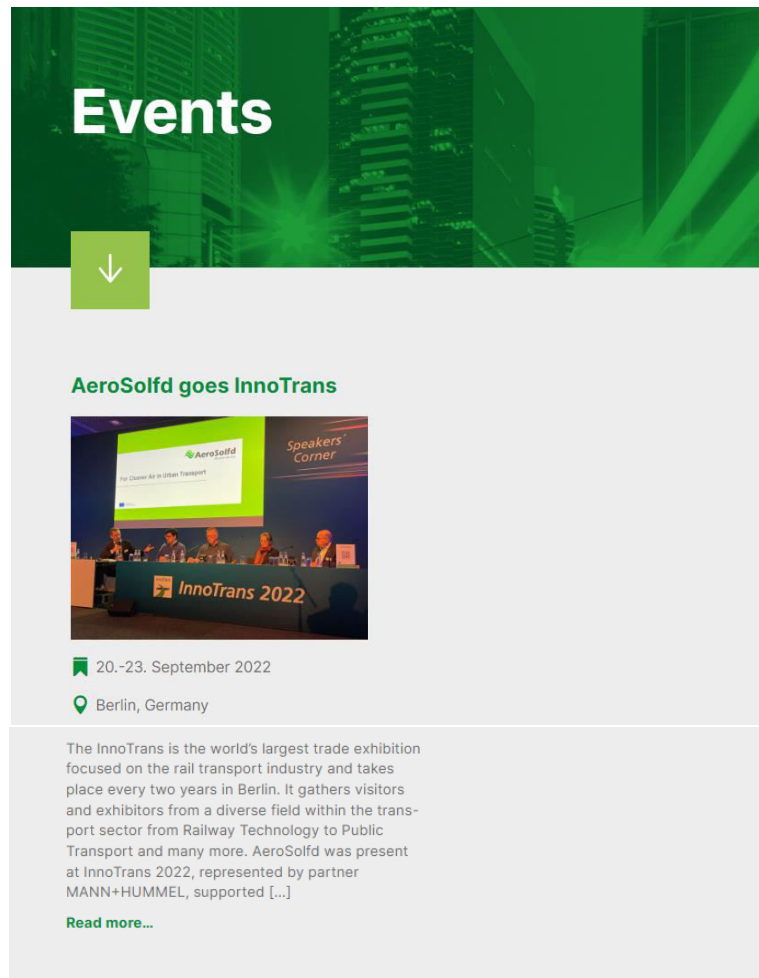 Events
AeroSolfd goes InnoTrans
AeroSolfd
Speakers'
Corner
For Cleaner Air in Urban Transport
InnoTrans 2022
20.-23. September 2022
Berlin, Germany
The InnoTrans is the world's largest trade exhibition
focused on the rail transport industry and takes
place every two years in Berlin. It gathers visitors
and exhibitors from a diverse field within the trans-
port sector from Railway Technology to Public
Transport and many more. AeroSolfd was present
at InnoTrans 2022, represented by partner
MANN+HUMMEL, supported [...]
Read more...